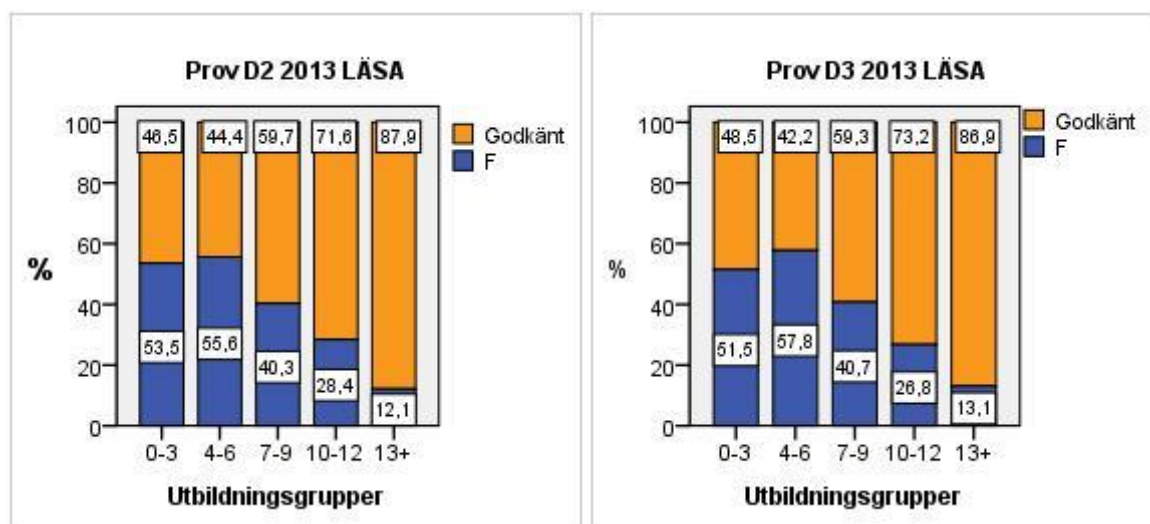 Prov D2 2013 LÄSA
Godkänt
F
100
80
60
40
20
0
%
46,5 44,4 59,7 71,6 87,9
53,5 55,6 40,3 28,4 12,1
0-3 4-6 7-9 10-12 13+
Utbildningsgrupper
Prov D3 2013 LÄSA
Godkänt
F
100
80
60
40
20
0
%
48,5 42,2 59,3 73,2 86,9
51,5 57,8 40,7 26,8 13,1
0-3 4-6 7-9 10-12 13+
Utbildningsgrupper